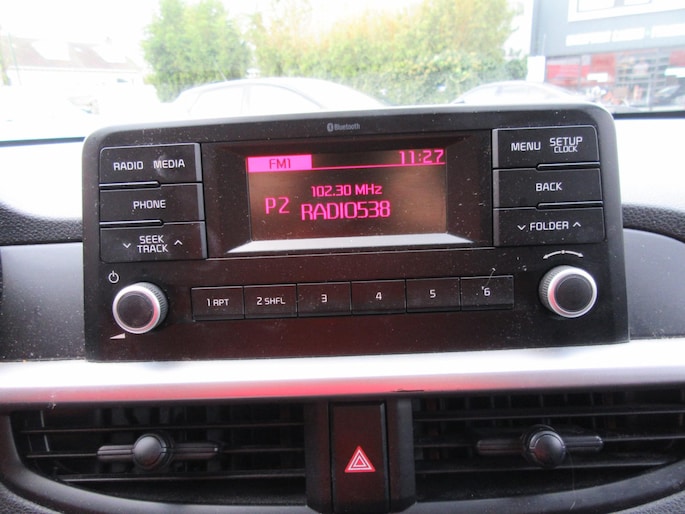 Bluetooth
RADIO MEDIA
PHONE
SEEK
TRACK
FM1 11:27
102.30 MHz
P2 RADIO538
MENU SETUP
CLOCK
BACK
FOLDER
1 RPT 2 SHFL 3 4 5 6